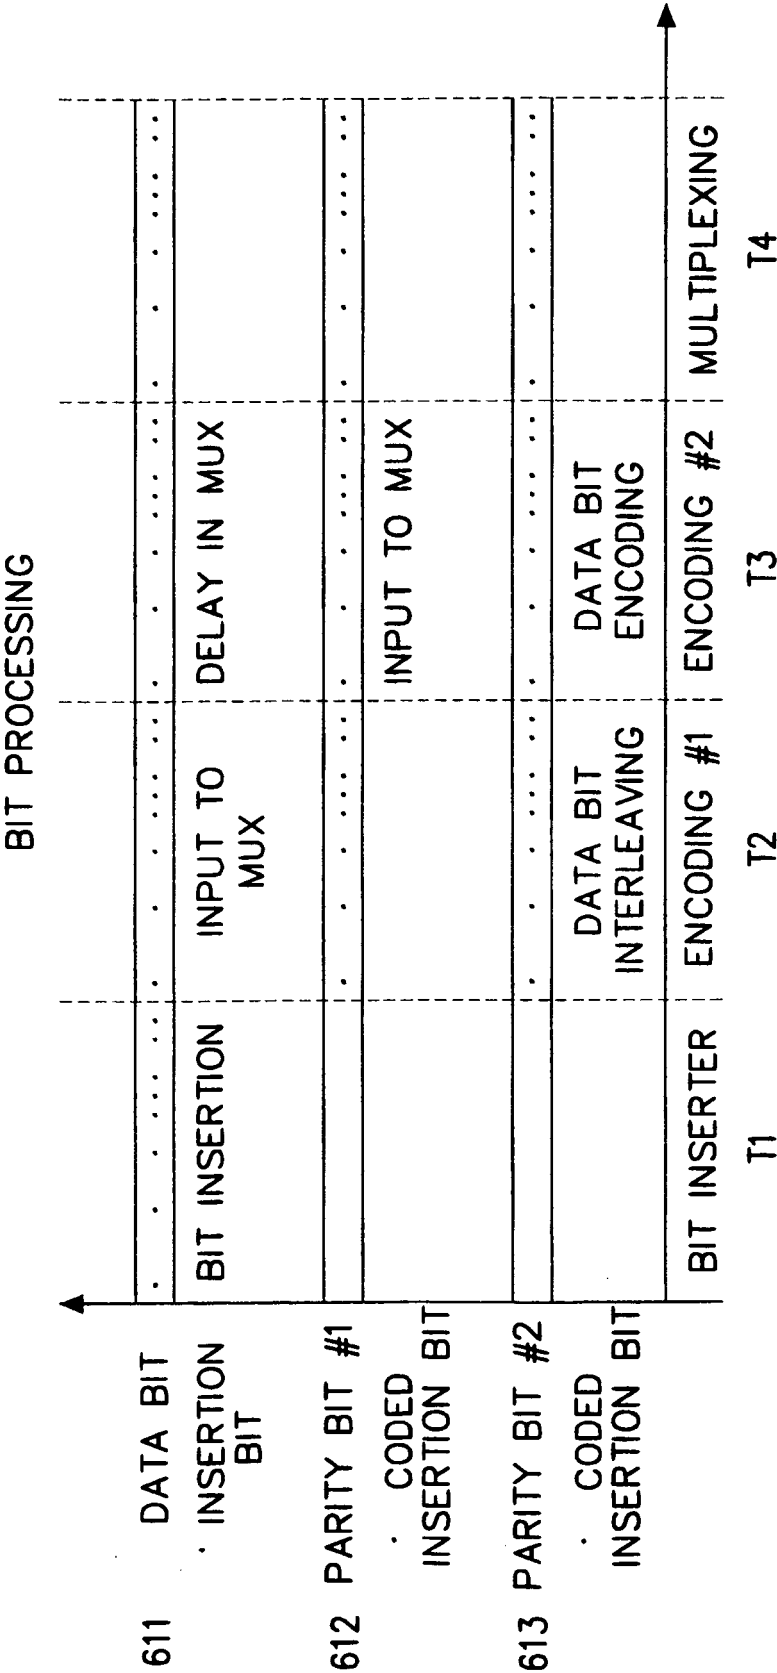 BIT PROCESSING
611 DATA BIT
· INSERTION
BIT
BIT INSERTION
INPUT TO
MUX
DELAY IN MUX
612 PARITY BIT #1
· CODED
INSERTION BIT
INPUT TO MUX
613 PARITY BIT #2
· CODED
INSERTION BIT
DATA BIT
INTERLEAVING
DATA BIT
ENCODING
BIT INSERTER
ENCODING #1
ENCODING #2
MULTIPLEXING
T1
T2
T3
T4